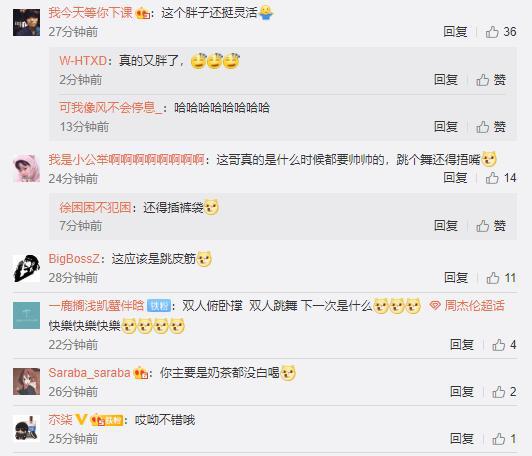 我今天等你下课：这个胖子还挺灵活
27分钟前 回复 36
W-HTXD：真的又胖了，
2分钟前 回复 赞
可我像风不会停息_：哈哈哈哈哈哈哈哈
13分钟前 回复 赞
我是小公举啊啊啊啊啊啊啊啊：这哥真的是什么时候都要帅帅的，跳个舞还得捂嘴
24分钟前 回复 14
徐困困不犯困：还得插裤袋
7分钟前 回复 赞
BigBossZ：这应该是跳皮筋
28分钟前 回复 11
一鹿搁浅凯蟹伴晗 铁粉：双人俯卧撑 双人跳舞 下一次是什么 周杰伦超话
快樂快樂快樂
22分钟前 回复 4
Saraba_saraba：你主要是奶茶都没白喝
26分钟前 回复 2
苶柒 铁粉：哎呦不错哦
25分钟前 回复 1